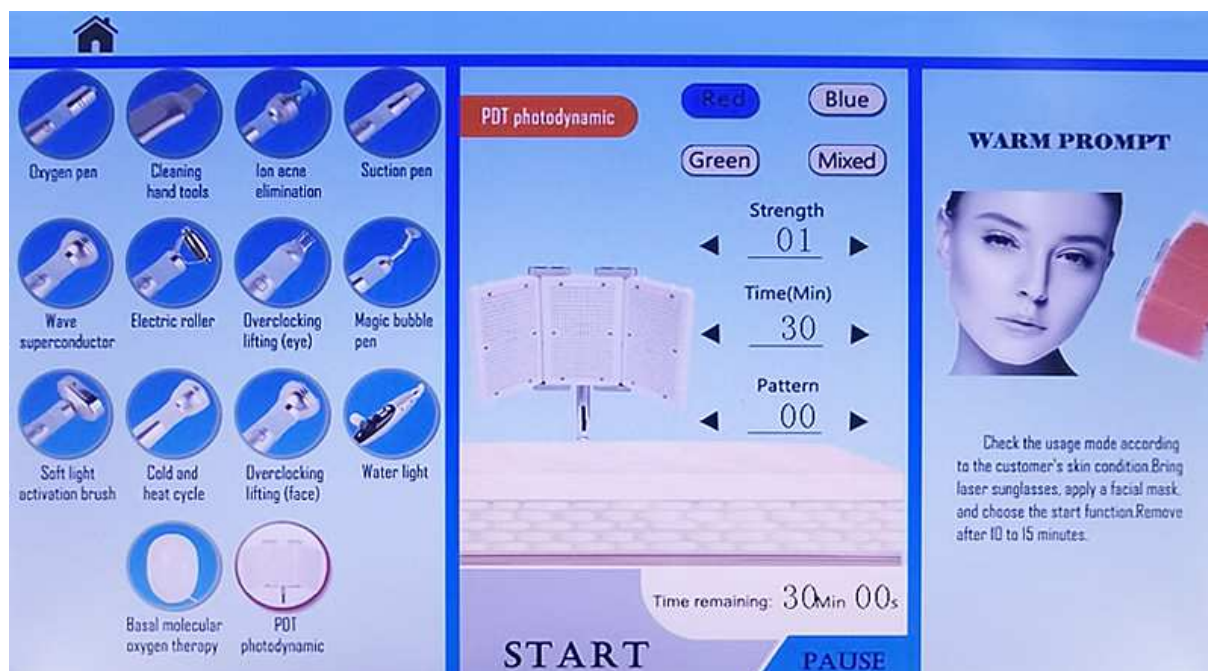 Oxygen pen
Cleaning
hand tools
Ion acne
elimination
Suction pen
Wave
superconductor
Electric roller
Overclocking
lifting (eye)
Magic bubble
pen
Soft light
activation brush
Cold and
heat cycle
Overclocking
lifting (face)
Water light
Basal molecular
oxygen therapy
PDT
photodynamic
PDT photodynamic
Red
Blue
Green
Mixed
Strength
01
Time(Min)
30
Pattern
00
Time remaining: 30Min 00s
START
PAUSE
WARM PROMPT
Check the usage mode according
to the customer's skin condition.Bring
laser sunglasses, apply a facial mask,
and choose the start function.Remove
after 10 to 15 minutes.